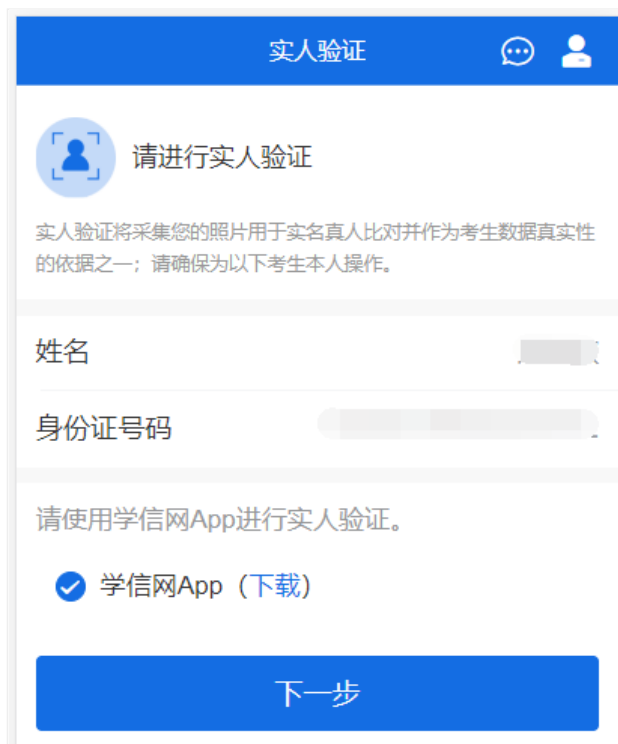 实人验证
请进行实人验证
实人验证将采集您的照片用于实名真人比对并作为考生数据真实性
的依据之一；请确保为以下考生本人操作。
姓名
身份证号码
请使用学信网App进行实人验证。
学信网App（下载）
下一步